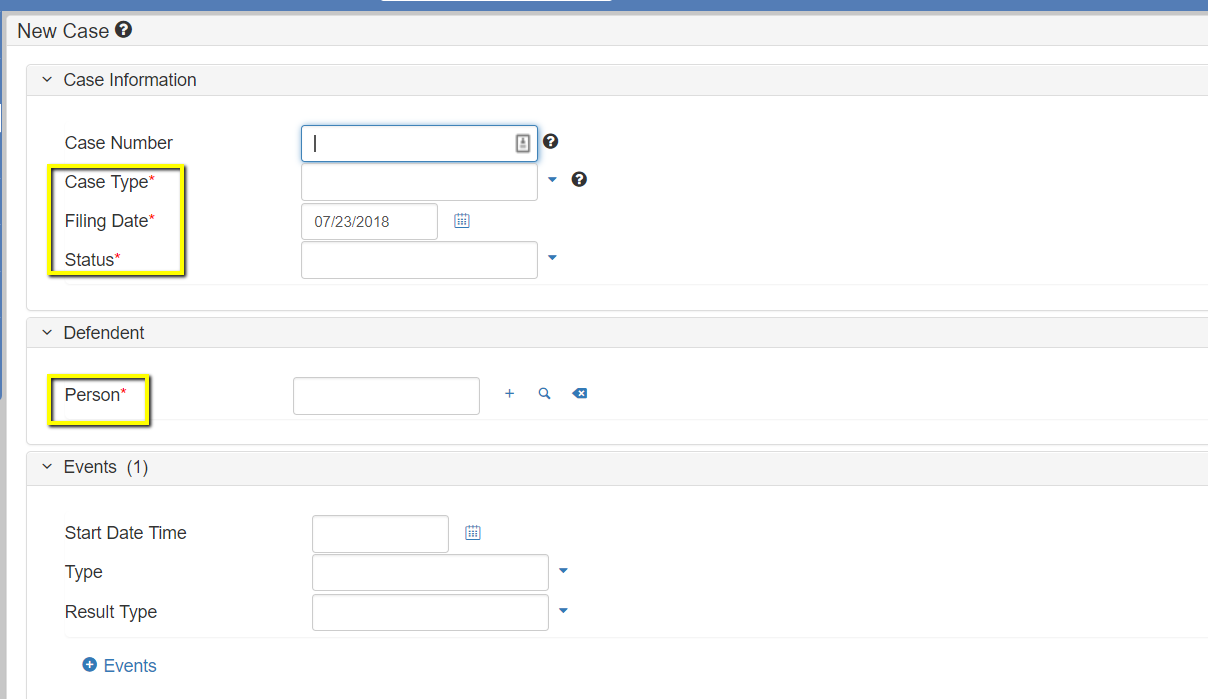 New Case
Case Information
Case Number
Case Type*
Filing Date* 07/23/2018
Status*
Defendent
Person*
Events (1)
Start Date Time
Type
Result Type
Events